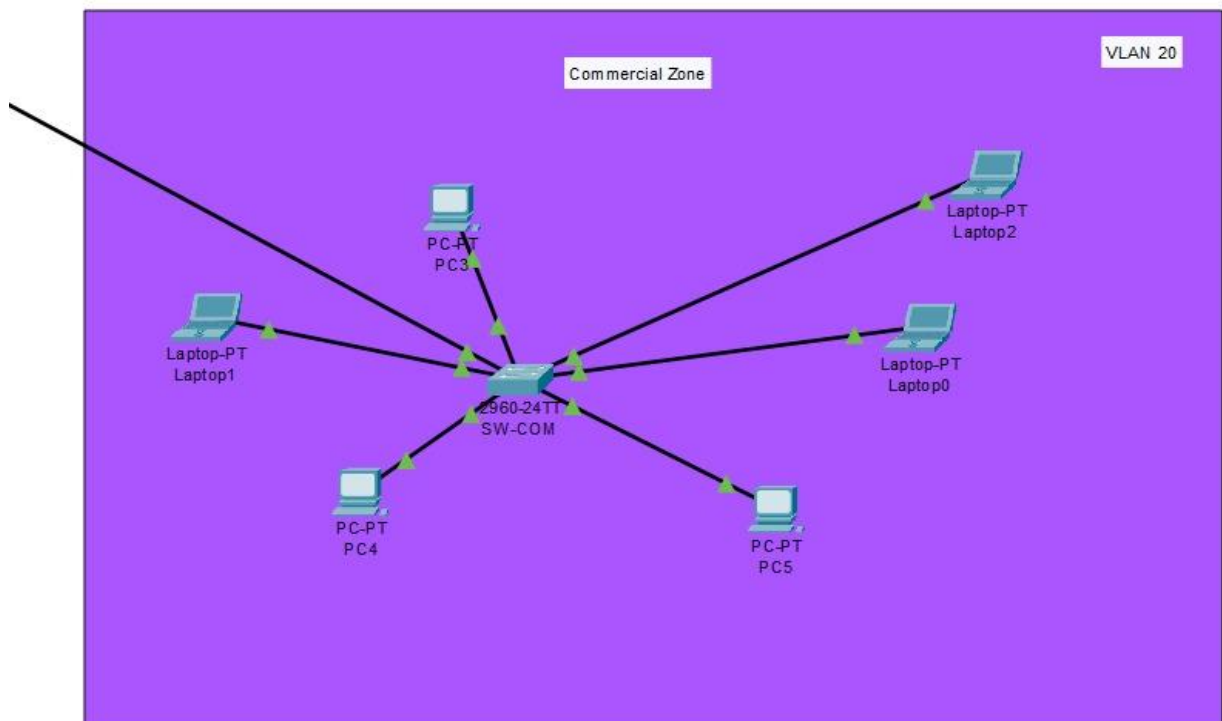 VLAN 20
Commercial Zone
Laptop-PT
Laptop2
PC-PT
PC3
Laptop-PT
Laptop1
Laptop-PT
Laptop0
2960-24TT
SW-COM
PC-PT
PC4
PC-PT
PC5